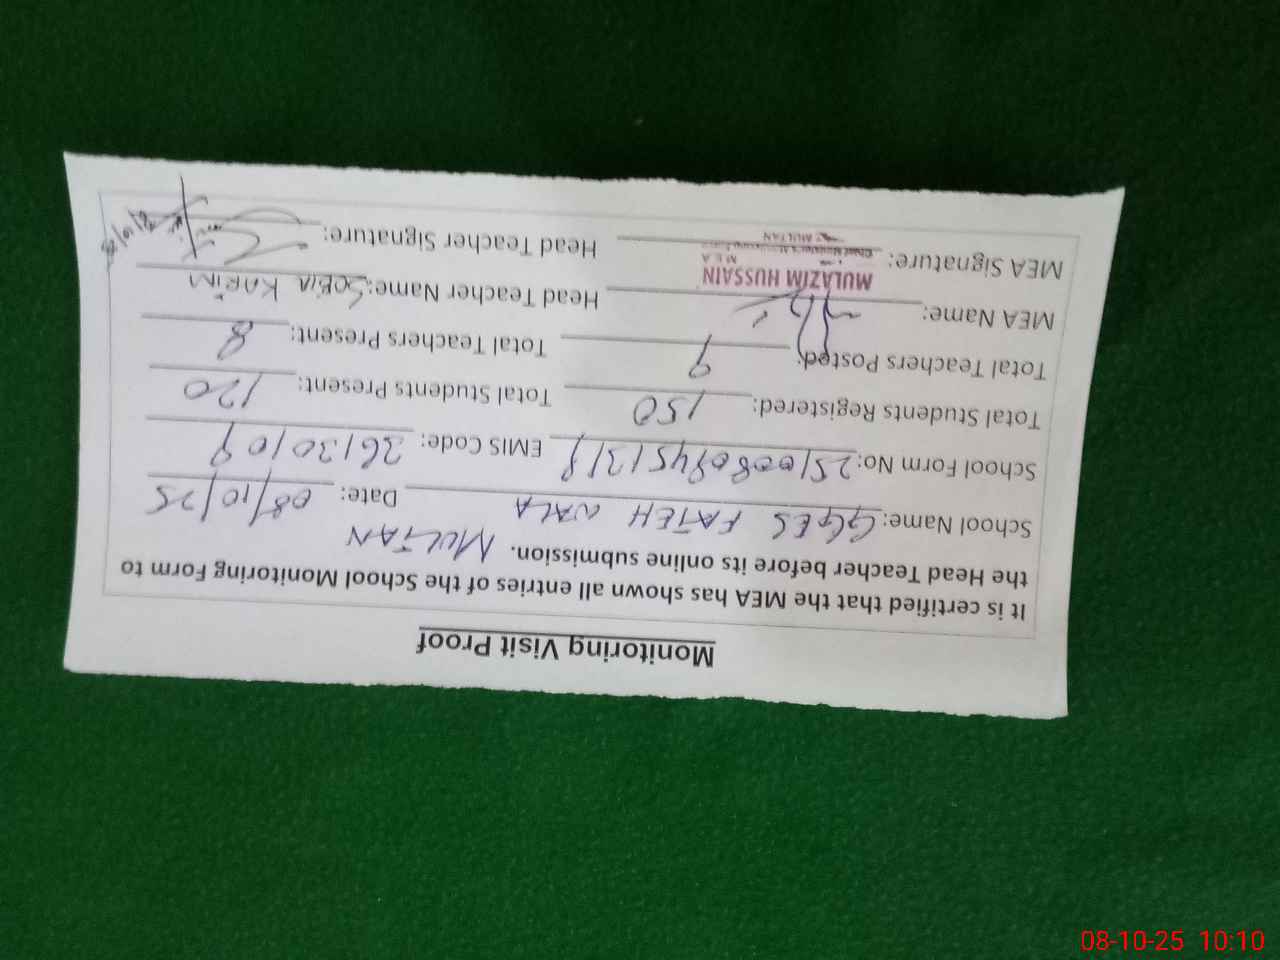 Monitoring Visit Proof
It is certified that the MEA has shown all entries of the School Monitoring Form to
the Head Teacher before its online submission. MULTAN
School Name: GGES FATEH WALA Date: 08/10/25
School Form No: EMIS Code: 36130109
Total Students Registered: 150 Total Students Present: 120
Total Teachers Posted: 9 Total Teachers Present: 8
MEA Name: Head Teacher Name: SOBIA KARIM
MULAZIM HUSSAIN
M E A
MEA Signature: Head Teacher Signature:
MULTAN
08-10-25 10:10